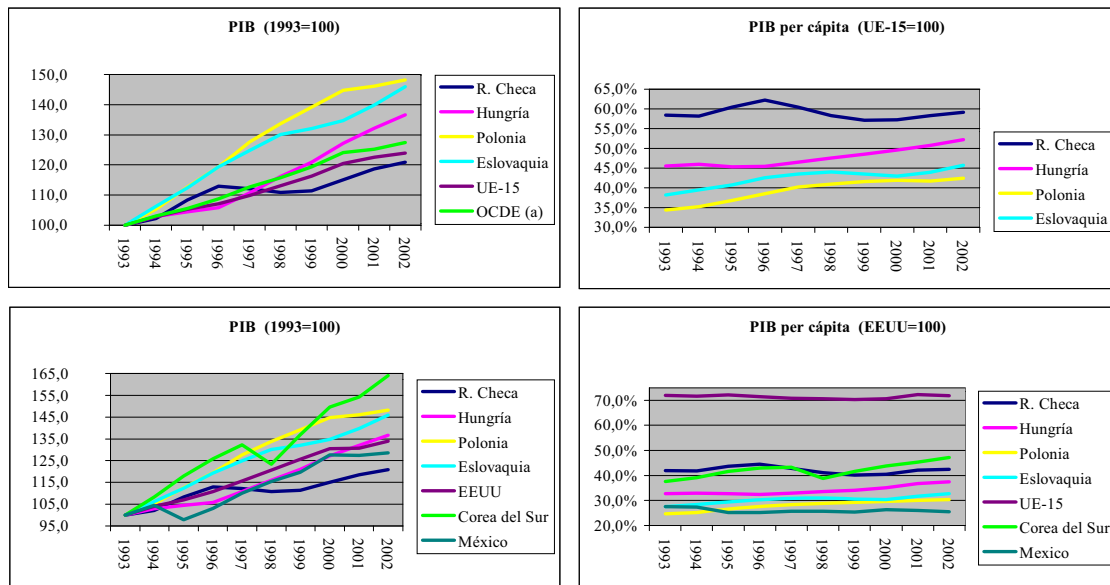 PIB (1993=100)
150,0
140,0
130,0
120,0
110,0
100,0
1993
1994
1995
1996
1997
1998
1999
2000
2001
2002
R. Checa
Hungría
Polonia
Eslovaquia
UE-15
OCDE (a)
PIB per cápita (UE-15=100)
65,0%
60,0%
55,0%
50,0%
45,0%
40,0%
35,0%
30,0%
1993
1994
1995
1996
1997
1998
1999
2000
2001
2002
R. Checa
Hungría
Polonia
Eslovaquia
PIB (1993=100)
165,0
155,0
145,0
135,0
125,0
115,0
105,0
95,0
1993
1994
1995
1996
1997
1998
1999
2000
2001
2002
R. Checa
Hungría
Polonia
Eslovaquia
EEUU
Corea del Sur
México
PIB per cápita (EEUU=100)
70,0%
60,0%
50,0%
40,0%
30,0%
20,0%
1993
1994
1995
1996
1997
1998
1999
2000
2001
2002
R. Checa
Hungría
Polonia
Eslovaquia
UE-15
Corea del Sur
Mexico